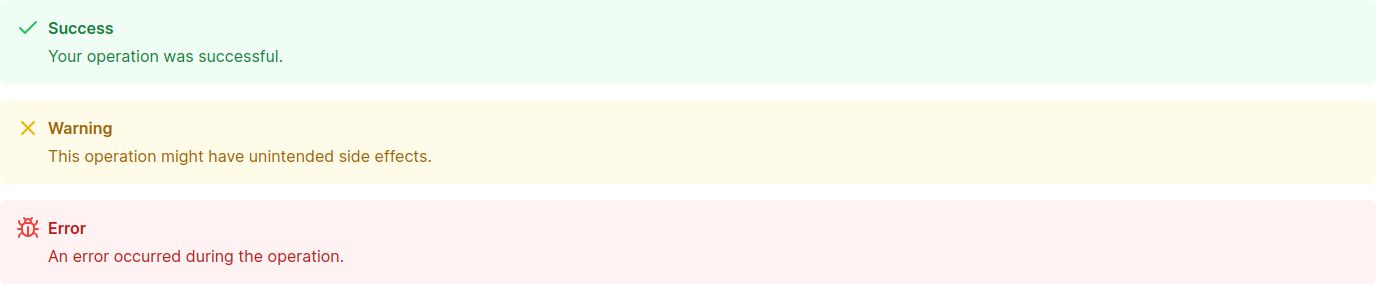 Success
Your operation was successful.
Warning
This operation might have unintended side effects.
Error
An error occurred during the operation.